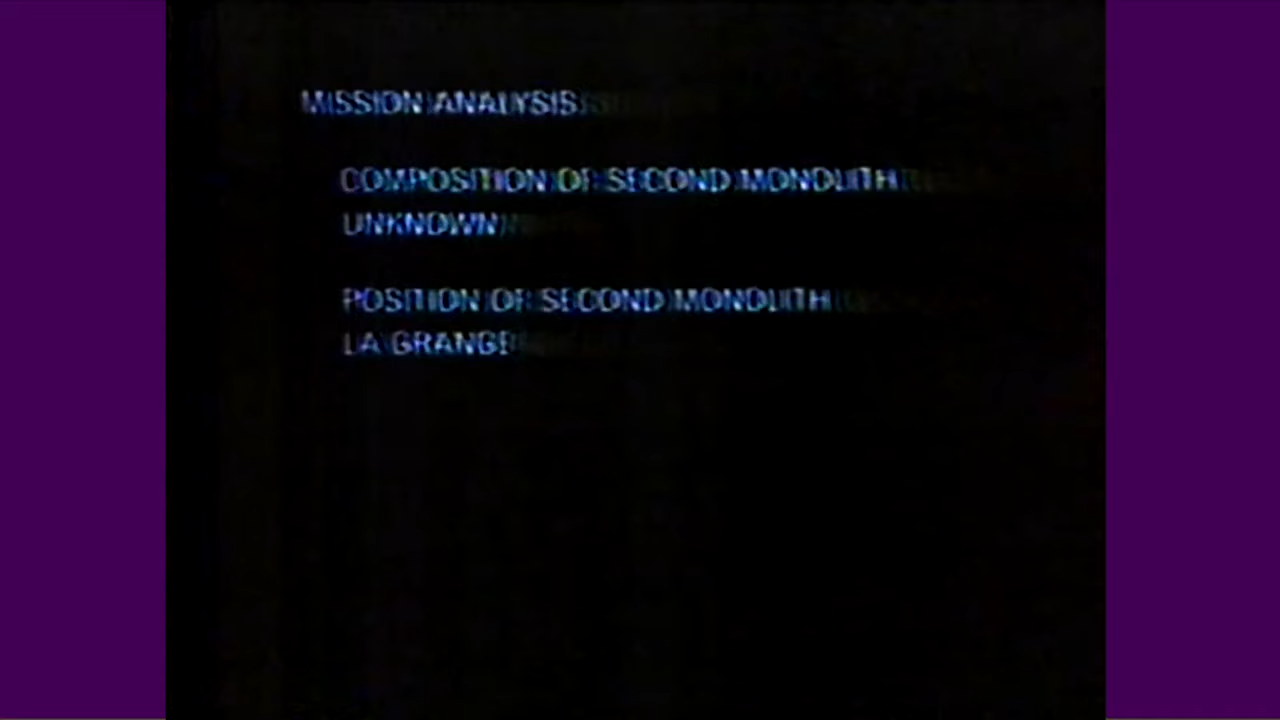 MISSION ANALYSIS
COMPOSITION OF SECOND MONOLITH
UNKNOWN
POSITION OF SECOND MONOLITH
LA GRANGE